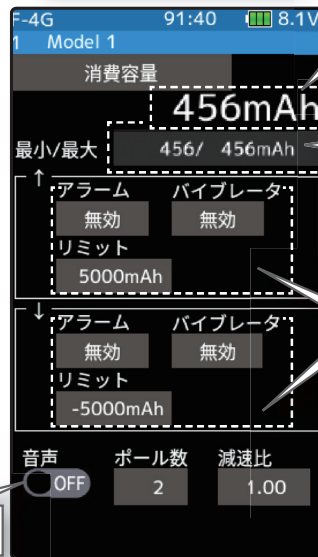 F-4G 91:40 8.1V
1 Model 1
消費容量
456mAh
最小/最大 456/ 456mAh
↑
アラーム バイブレータ
無効 無効
リミット
5000mAh
↓
アラーム バイブレータ
無効 無効
リミット
-5000mAh
音声 ポール数 減速比
OFF 2 1.00